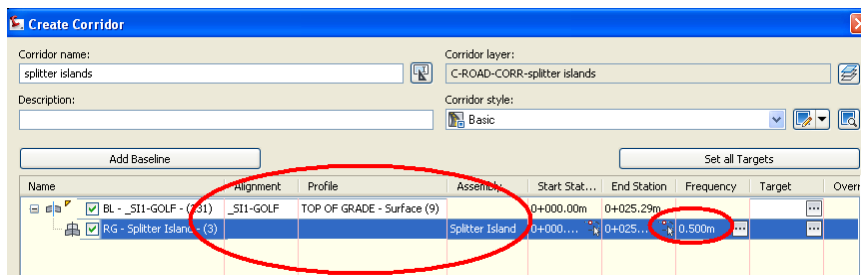 Create Corridor
Corridor name:
Corridor layer:
splitter islands
C-ROAD-CORR-splitter islands
Description:
Corridor style:
Basic
Add Baseline
Set all Targets
Name Alignment Profile Assembly Start Stat... End Station Frequency Target Overr
BL - _SI1-GOLF - (231) _SI1-GOLF TOP OF GRADE - Surface (9) 0+000.00m 0+025.29m
RG - Splitter Island - (3) Splitter Island 0+000.... 0+025.... 0.500m